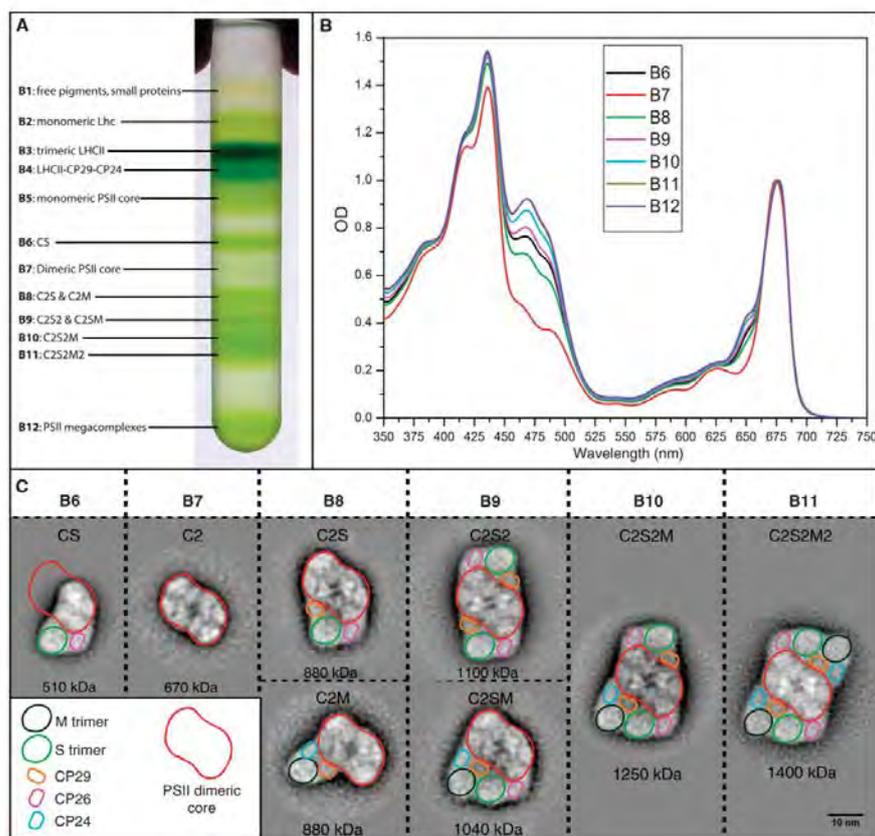 A
B1: free pigments, small proteins
B2: monomeric Lhc
B3: trimeric LHCII
B4: LHCII-CP29-CP24
B5: monomeric PSII core
B6: CS
B7: Dimeric PSII core
B8: C2S & C2M
B9: C2S2 & C2SM
B10: C2S2M
B11: C2S2M2
B12: PSII megacomplexes
B
1.6
1.4
1.2
1.0
0.8
0.6
0.4
0.2
0.0
OD
B6
B7
B8
B9
B10
B11
B12
350 375 400 425 450 475 500 525 550 575 600 625 650 675 700 725 750
Wavelength (nm)
C
B6 B7 B8 B9 B10 B11
CS C2 C2S C2S2 C2S2M C2S2M2
510 kDa 670 kDa 880 kDa 1100 kDa
C2M C2SM
880 kDa 1040 kDa 1250 kDa 1400 kDa
M trimer
S trimer
CP29
CP26
CP24
PSII dimeric
core
10 nm